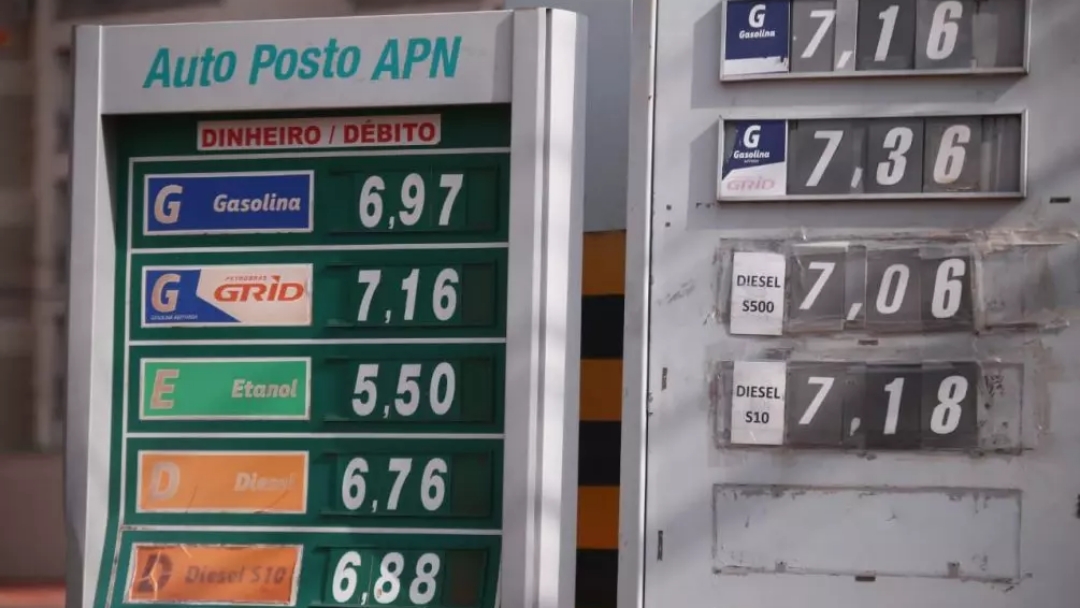 Auto Posto APN
DINHEIRO / DÉBITO
G Gasolina 6,97
G PETROBRAS GRID 7,16
E Etanol 5,50
D Diesel 6,76
D Diesel S10 6,88
G Gasolina 7,16
G Gasolina GRID 7,36
DIESEL S500 7,06
DIESEL S10 7,18